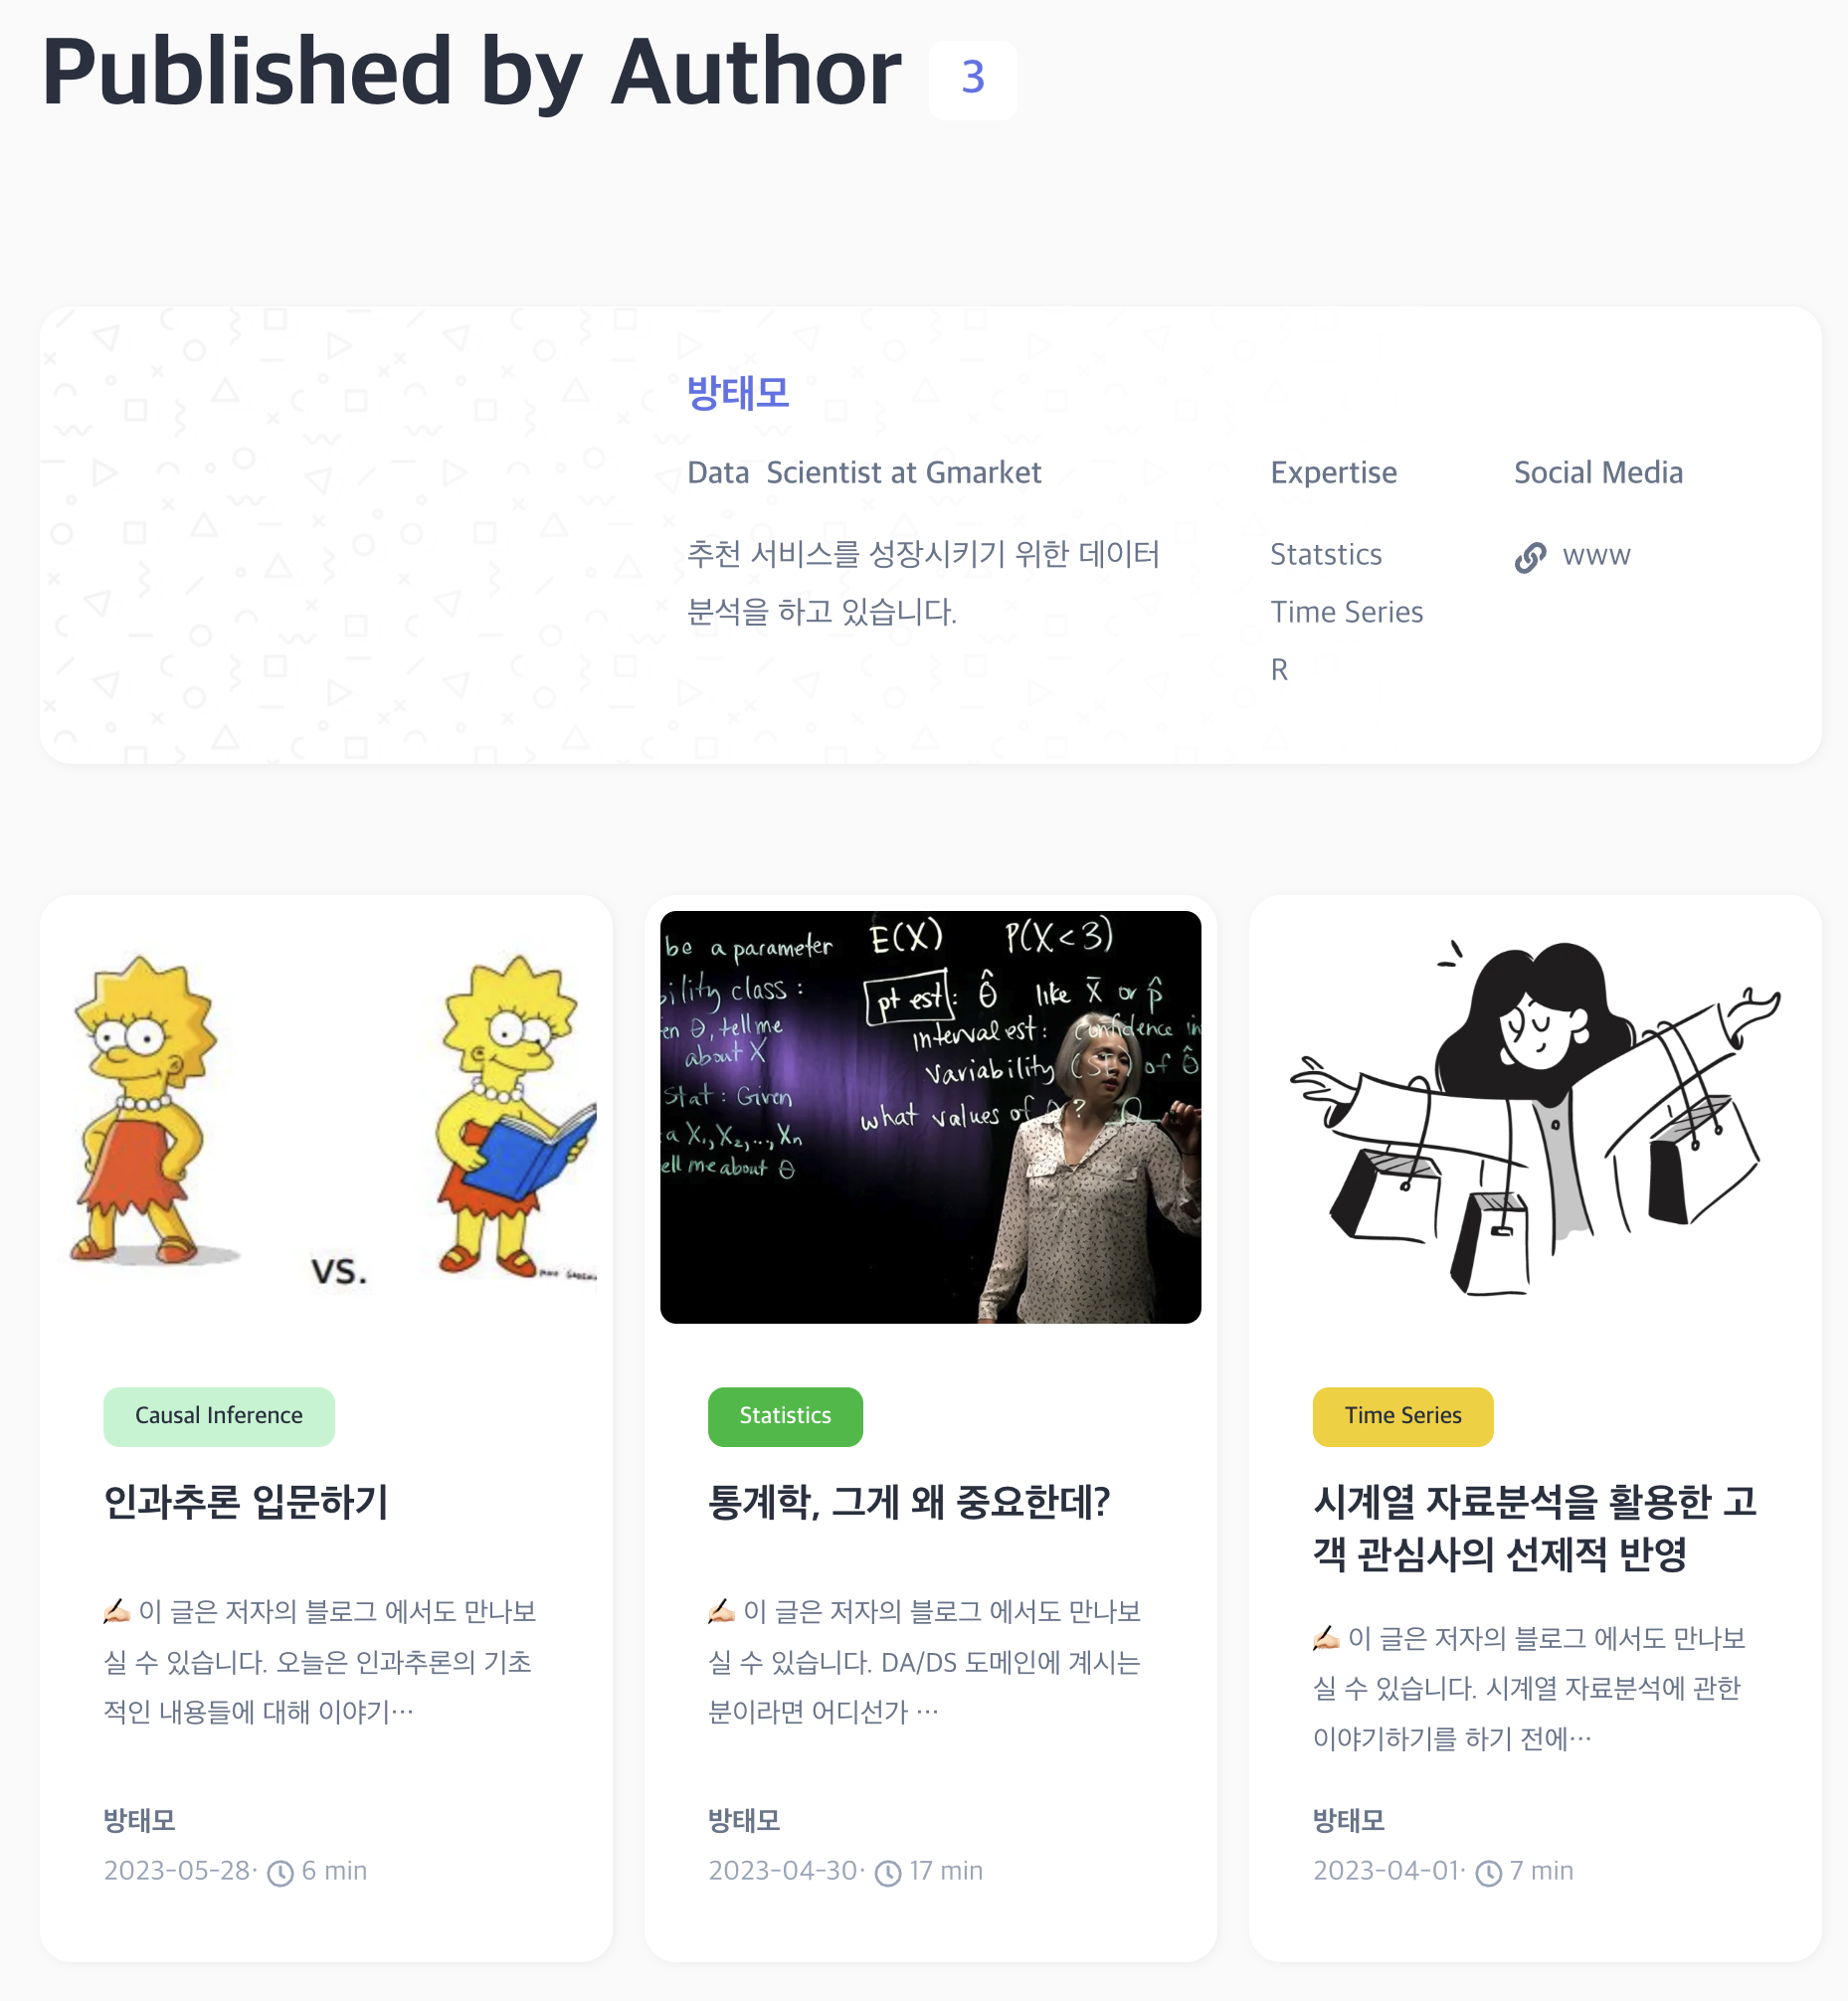 Published by Author 3
방태모
Data Scientist at Gmarket
추천 서비스를 성장시키기 위한 데이터
분석을 하고 있습니다.
Expertise
Statstics
Time Series
R
Social Media
www
vs.
be a parameter
bility class :
en θ, tell me
about X
Stat : Given
a X₁, X₂, ..., Xn
ell me about θ
E(X) P(X<3)
pt est : θ̂ like X̄ or p̂
interval est : confidence in
variability (SE) of θ̂
what values of ?
Causal Inference
인과추론 입문하기
✍🏻 이 글은 저자의 블로그 에서도 만나보
실 수 있습니다. 오늘은 인과추론의 기초
적인 내용들에 대해 이야기…
방태모
2023-05-28· 6 min
Statistics
통계학, 그게 왜 중요한데?
✍🏻 이 글은 저자의 블로그 에서도 만나보
실 수 있습니다. DA/DS 도메인에 계시는
분이라면 어디선가 …
방태모
2023-04-30· 17 min
Time Series
시계열 자료분석을 활용한 고
객 관심사의 선제적 반영
✍🏻 이 글은 저자의 블로그 에서도 만나보
실 수 있습니다. 시계열 자료분석에 관한
이야기하기를 하기 전에…
방태모
2023-04-01· 7 min